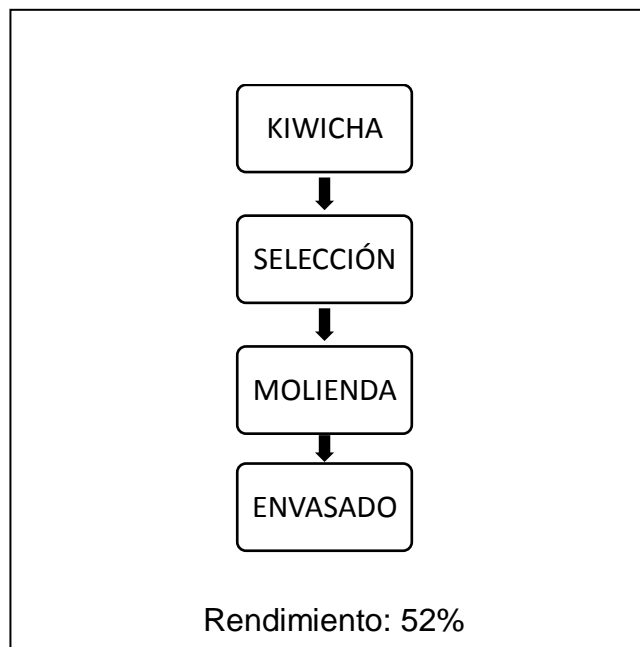 KIWICHA
SELECCIÓN
MOLIENDA
ENVASADO
Rendimiento: 52%